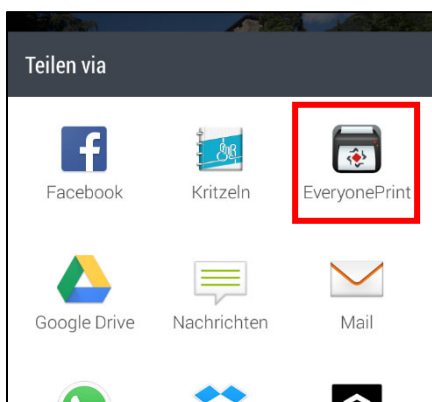 Teilen via
Facebook
Kritzeln
EveryonePrint
Google Drive
Nachrichten
Mail